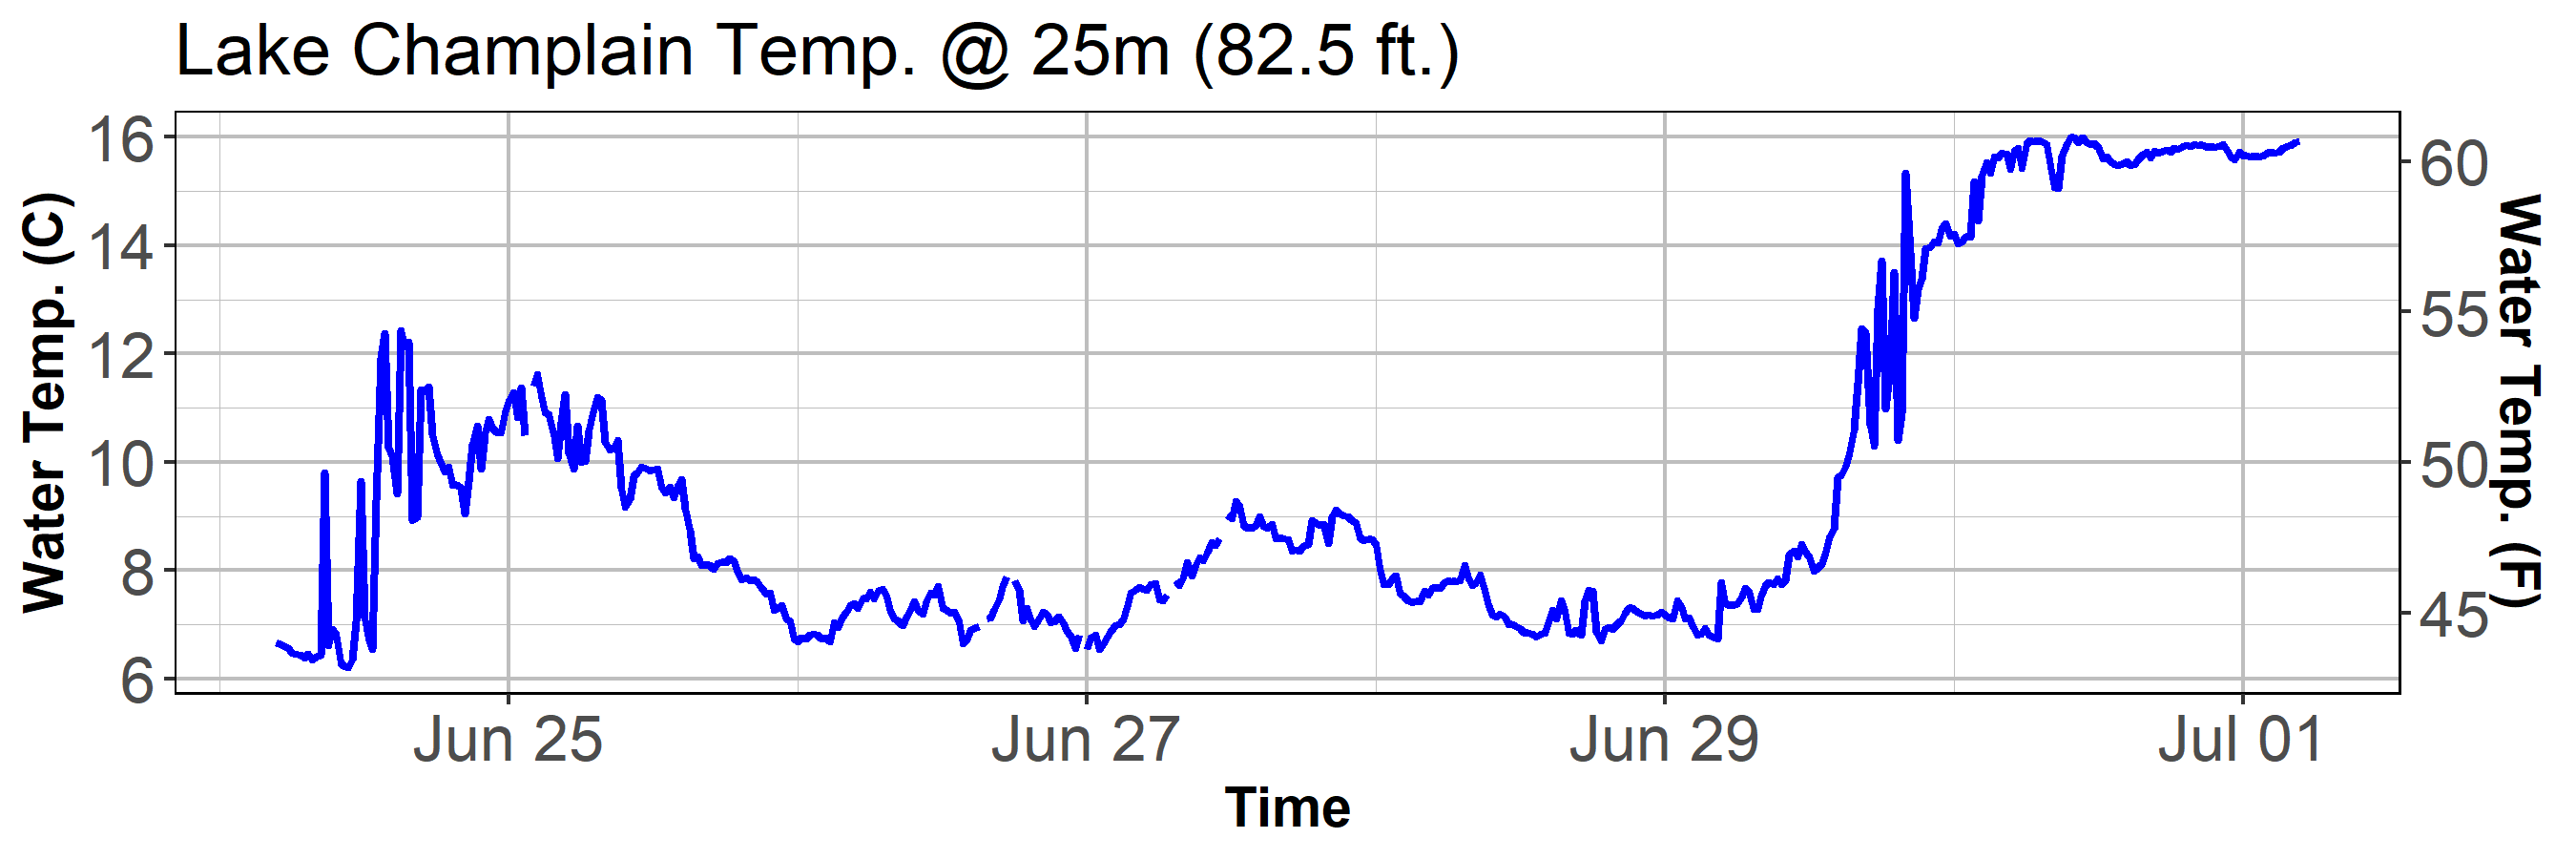 Lake Champlain Temp. @ 25m (82.5 ft.)
Water Temp. (C)
16
14
12
10
8
6
60
55
50
45
Water Temp. (F)
Jun 25
Jun 27
Jun 29
Jul 01
Time